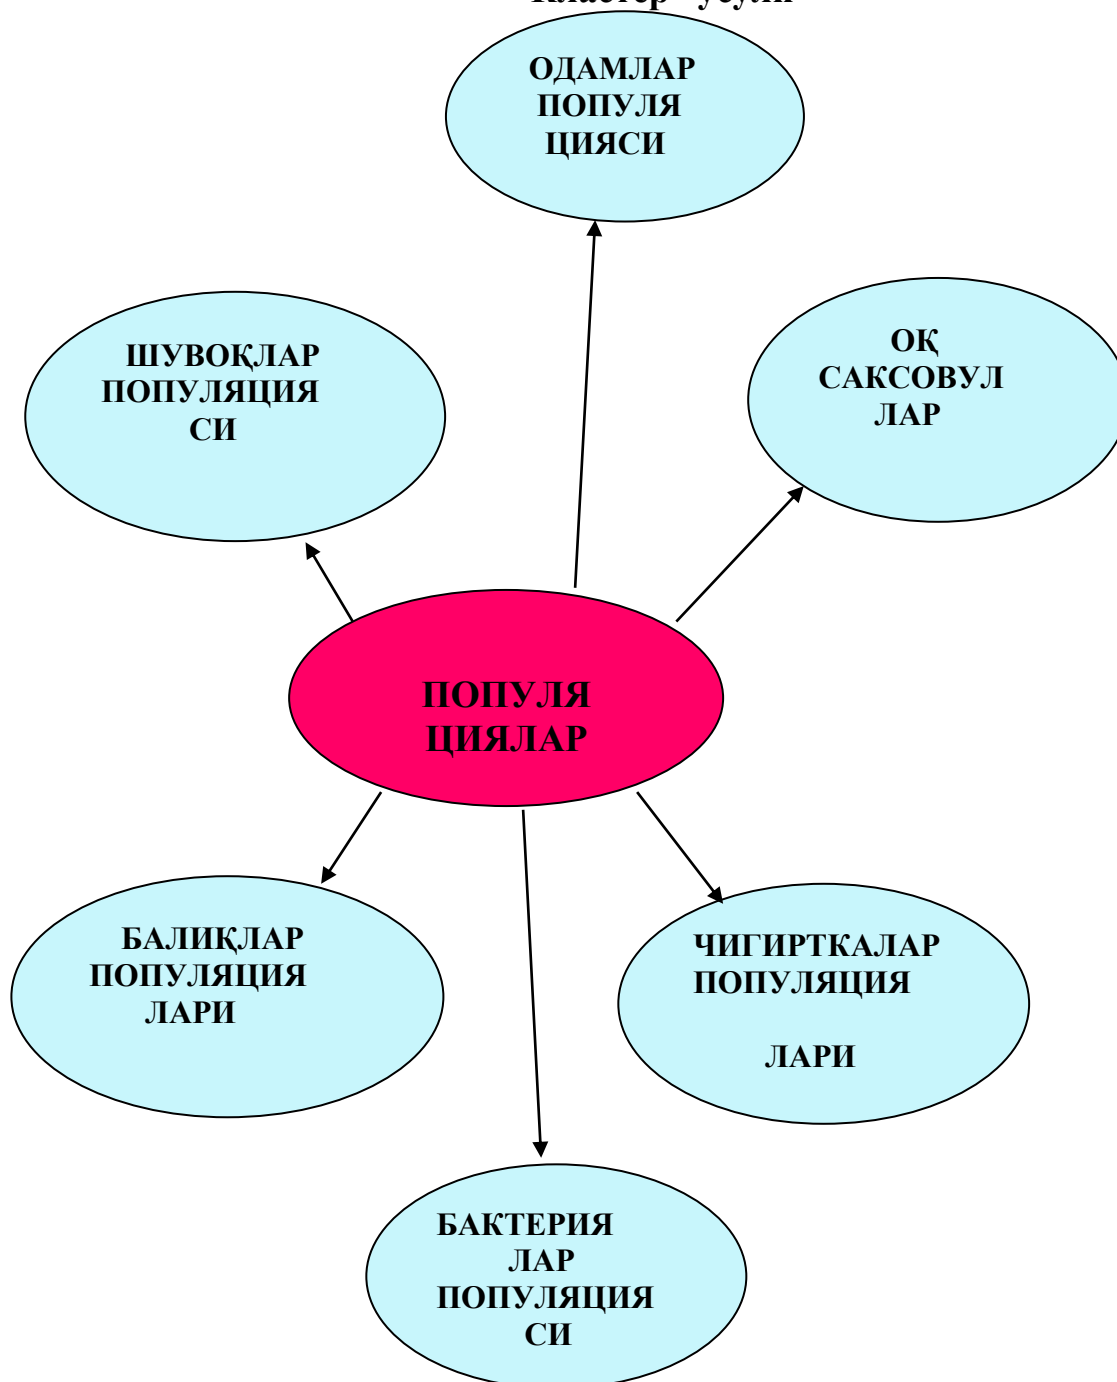 ОДАМЛАР
ПОПУЛЯ
ЦИЯСИ
ШУВОҚЛАР
ПОПУЛЯЦИЯ
СИ
ОҚ
САКСОВУЛ
ЛАР
ПОПУЛЯ
ЦИЯЛАР
БАЛИҚЛАР
ПОПУЛЯЦИЯ
ЛАРИ
ЧИГИРТКАЛАР
ПОПУЛЯЦИЯ
ЛАРИ
БАКТЕРИЯ
ЛАР
ПОПУЛЯЦИЯ
СИ